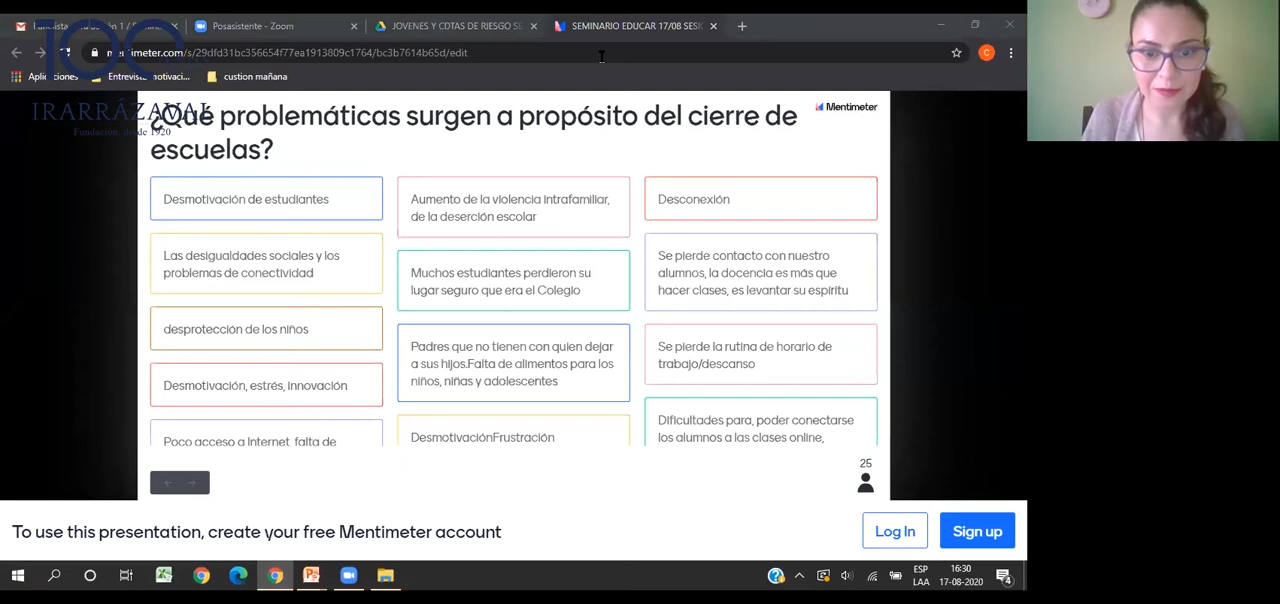 Posasistente - Zoom
JOVENES Y CDTAS DE RIESGO SE
SEMINARIO EDUCAR 17/08 SESI
mentimeter.com/s/29dfd31bc356654f77ea1913809c1764/bc3b7614b65d/edit
C
Aplicaciones
Entrevista motivaci...
custion mañana
IRARRÁZAVAL
Fundación, desde 1920
Mentimeter
¿Qué problemáticas surgen a propósito del cierre de
escuelas?
Desmotivación de estudiantes
Las desigualdades sociales y los
problemas de conectividad
desprotección de los niños
Desmotivación, estrés, innovación
Poco acceso a Internet, falta de
Aumento de la violencia intrafamiliar,
de la deserción escolar
Muchos estudiantes perdieron su
lugar seguro que era el Colegio
Padres que no tienen con quien dejar
a sus hijos.Falta de alimentos para los
niños, niñas y adolescentes
DesmotivaciónFrustración
Desconexión
Se pierde contacto con nuestro
alumnos, la docencia es más que
hacer clases, es levantar su espíritu
Se pierde la rutina de horario de
trabajo/descanso
Dificultades para, poder conectarse
los alumnos a las clases online,
25
To use this presentation, create your free Mentimeter account
Log In
Sign up
ESP
LAA
16:30
17-08-2020
4